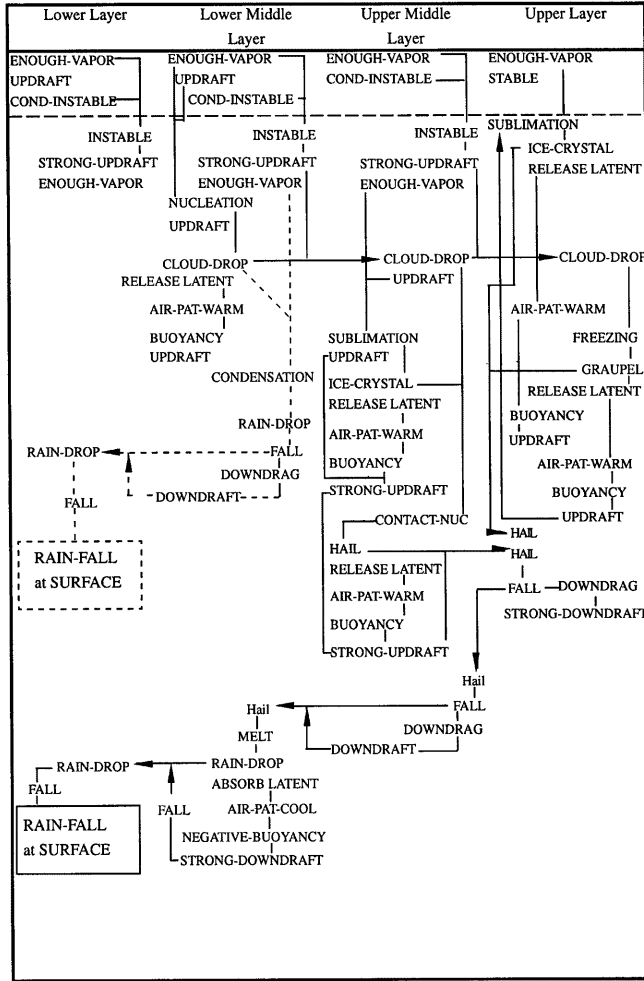 Lower Layer
Lower Middle
Layer
Upper Middle
Layer
Upper Layer
ENOUGH-VAPOR
UPDRAFT
COND-INSTABLE
ENOUGH-VAPOR
UPDRAFT
COND-INSTABLE
ENOUGH-VAPOR
COND-INSTABLE
ENOUGH-VAPOR
STABLE
INSTABLE
STRONG-UPDRAFT
ENOUGH-VAPOR
INSTABLE
STRONG-UPDRAFT
ENOUGH-VAPOR
NUCLEATION
UPDRAFT
CLOUD-DROP
RELEASE LATENT
AIR-PAT-WARM
BUOYANCY
UPDRAFT
CONDENSATION
RAIN-DROP
FALL
DOWNDRAG
DOWNDRAFT
RAIN-DROP
FALL
RAIN-FALL
at SURFACE
INSTABLE
STRONG-UPDRAFT
ENOUGH-VAPOR
CLOUD-DROP
UPDRAFT
SUBLIMATION
UPDRAFT
ICE-CRYSTAL
RELEASE LATENT
AIR-PAT-WARM
BUOYANCY
STRONG-UPDRAFT
CONTACT-NUC
HAIL
RELEASE LATENT
AIR-PAT-WARM
BUOYANCY
STRONG-UPDRAFT
SUBLIMATION
ICE-CRYSTAL
RELEASE LATENT
CLOUD-DROP
AIR-PAT-WARM
FREEZING
GRAUPEL
RELEASE LATENT
BUOYANCY
UPDRAFT
AIR-PAT-WARM
BUOYANCY
UPDRAFT
HAIL
HAIL
FALL
DOWNDRAG
STRONG-DOWNDRAFT
Hail
FALL
DOWNDRAG
DOWNDRAFT
Hail
MELT
RAIN-DROP
ABSORB LATENT
AIR-PAT-COOL
NEGATIVE-BUOYANCY
STRONG-DOWNDRAFT
FALL
RAIN-DROP
FALL
RAIN-FALL
at SURFACE